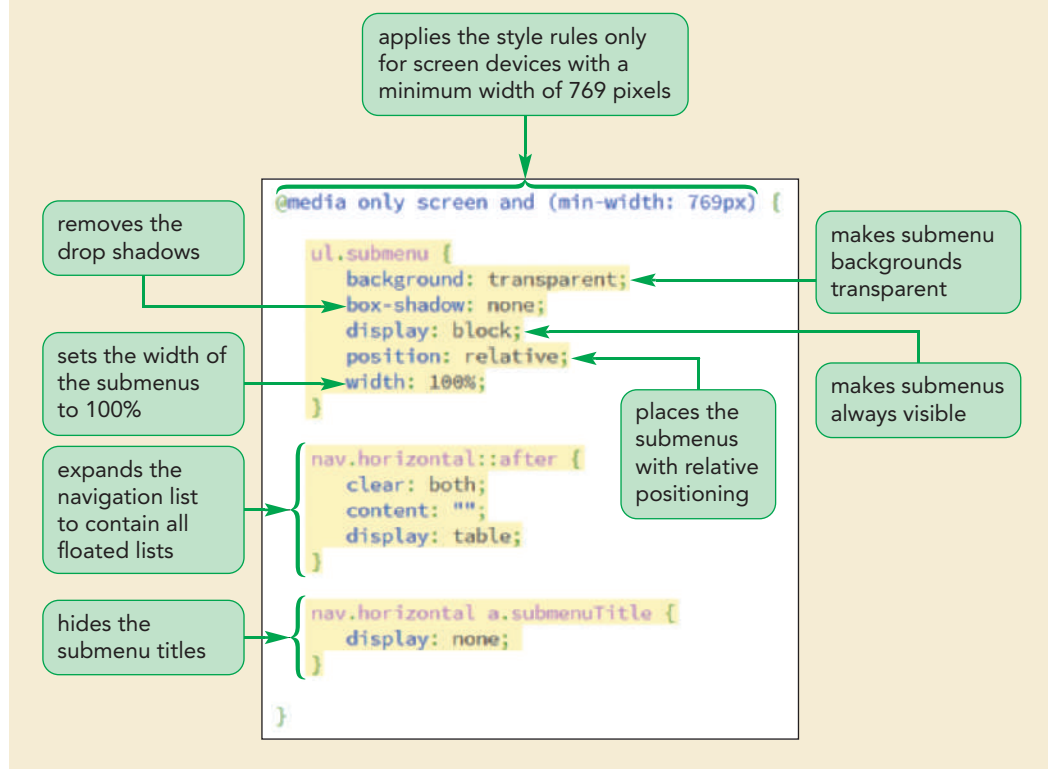 applies the style rules only
for screen devices with a
minimum width of 769 pixels
@media only screen and (min-width: 769px) {
removes the
drop shadows
ul.submenu {
background: transparent;
box-shadow: none;
display: block;
position: relative;
width: 100%;
}
makes submenu
backgrounds
transparent
sets the width of
the submenus
to 100%
makes submenus
always visible
places the
submenus
with relative
positioning
expands the
navigation list
to contain all
floated lists
nav.horizontal::after {
clear: both;
content: "";
display: table;
}
hides the
submenu titles
nav.horizontal a.submenuTitle {
display: none;
}
}